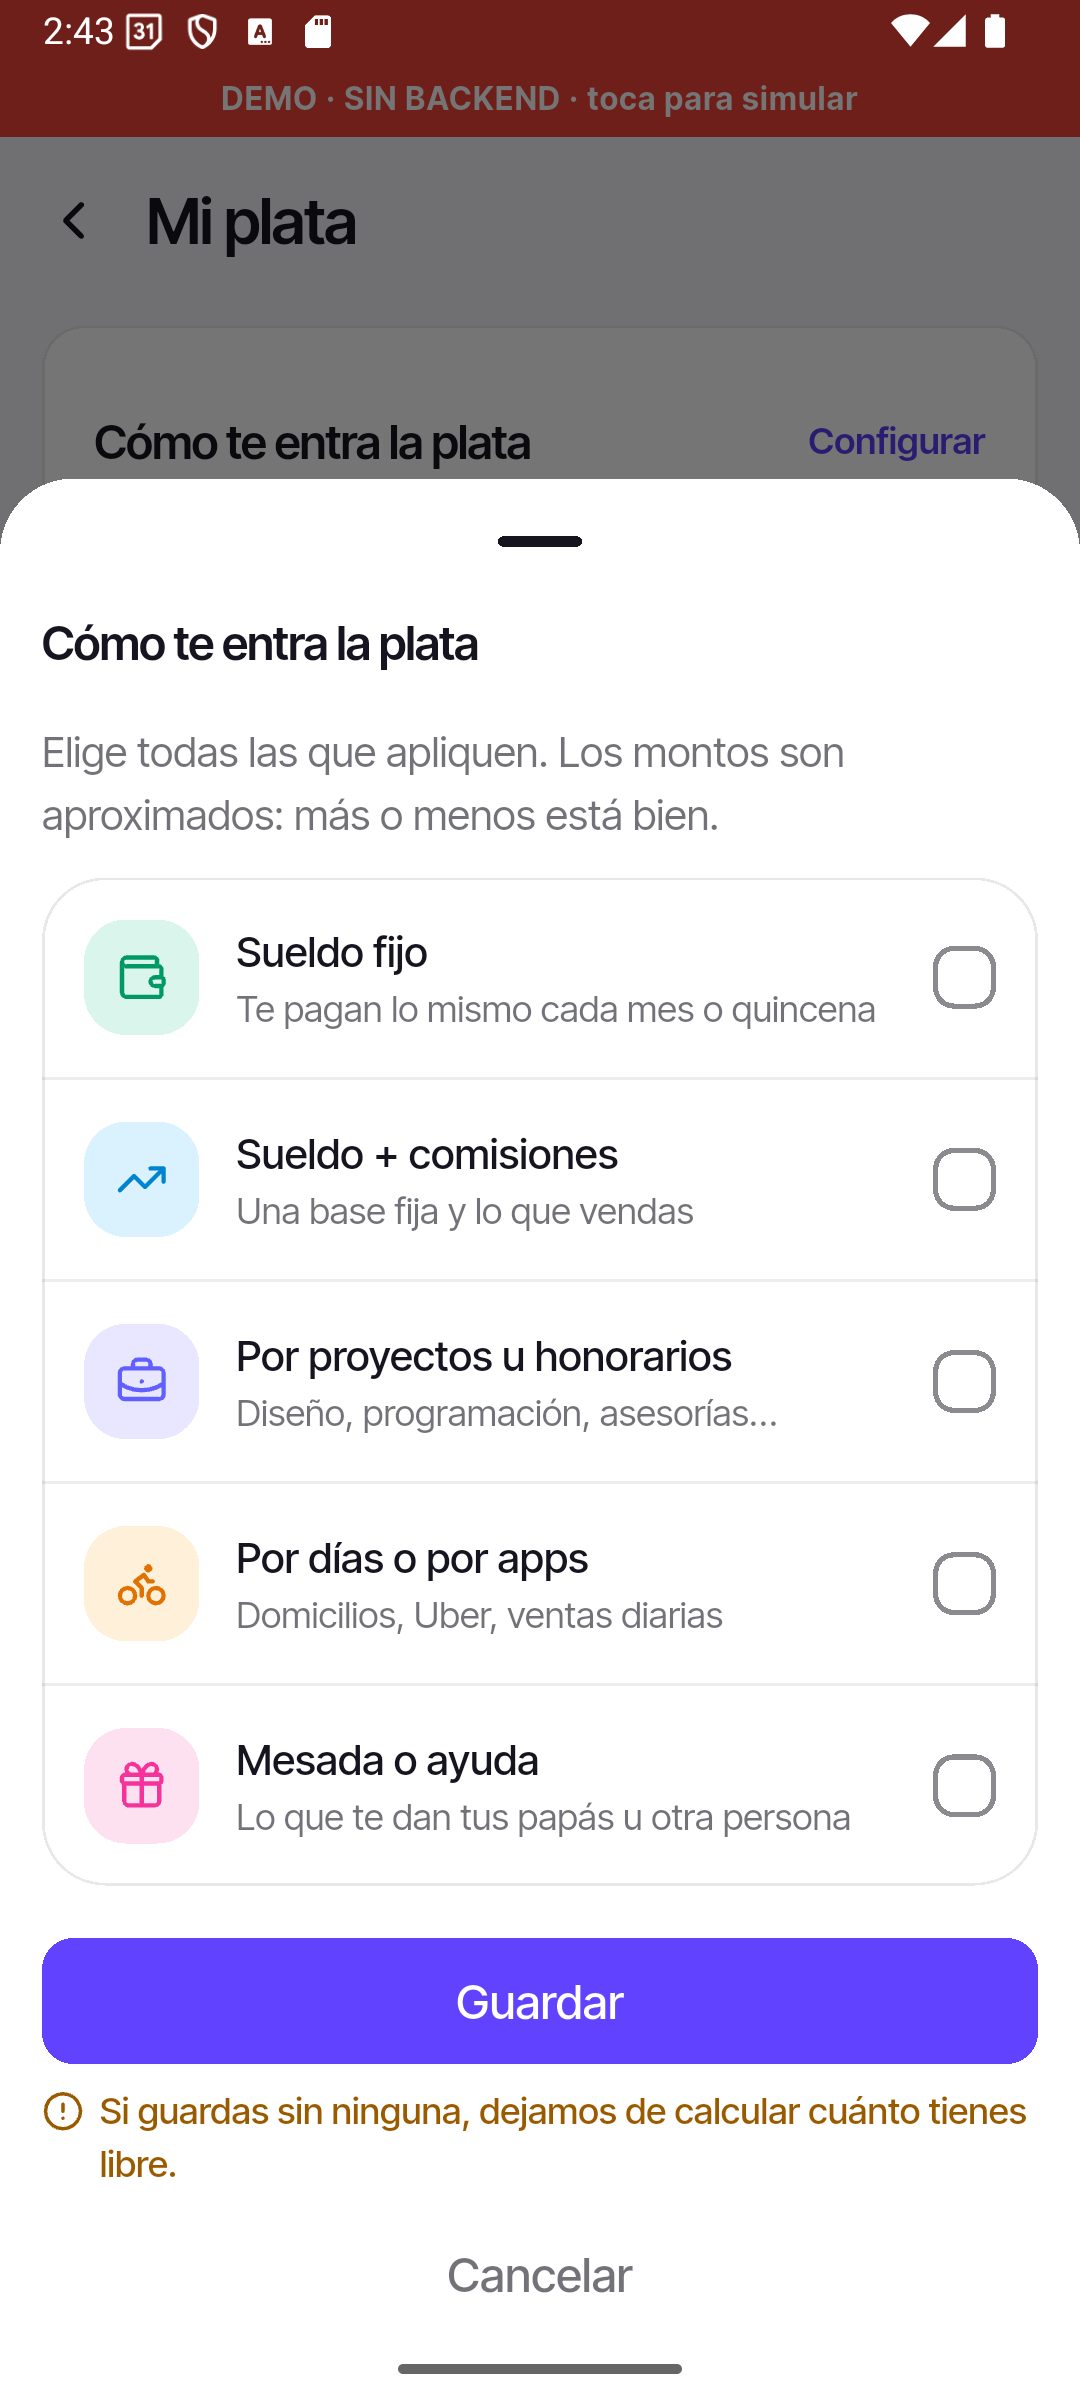 2:43
31
A
DEMO · SIN BACKEND · toca para simular
Mi plata
Cómo te entra la plata
Configurar
Cómo te entra la plata
Elige todas las que apliquen. Los montos son
aproximados: más o menos está bien.
Sueldo fijo
Te pagan lo mismo cada mes o quincena
Sueldo + comisiones
Una base fija y lo que vendas
Por proyectos u honorarios
Diseño, programación, asesorías...
Por días o por apps
Domicilios, Uber, ventas diarias
Mesada o ayuda
Lo que te dan tus papás u otra persona
Guardar
Si guardas sin ninguna, dejamos de calcular cuánto tienes
libre.
Cancelar